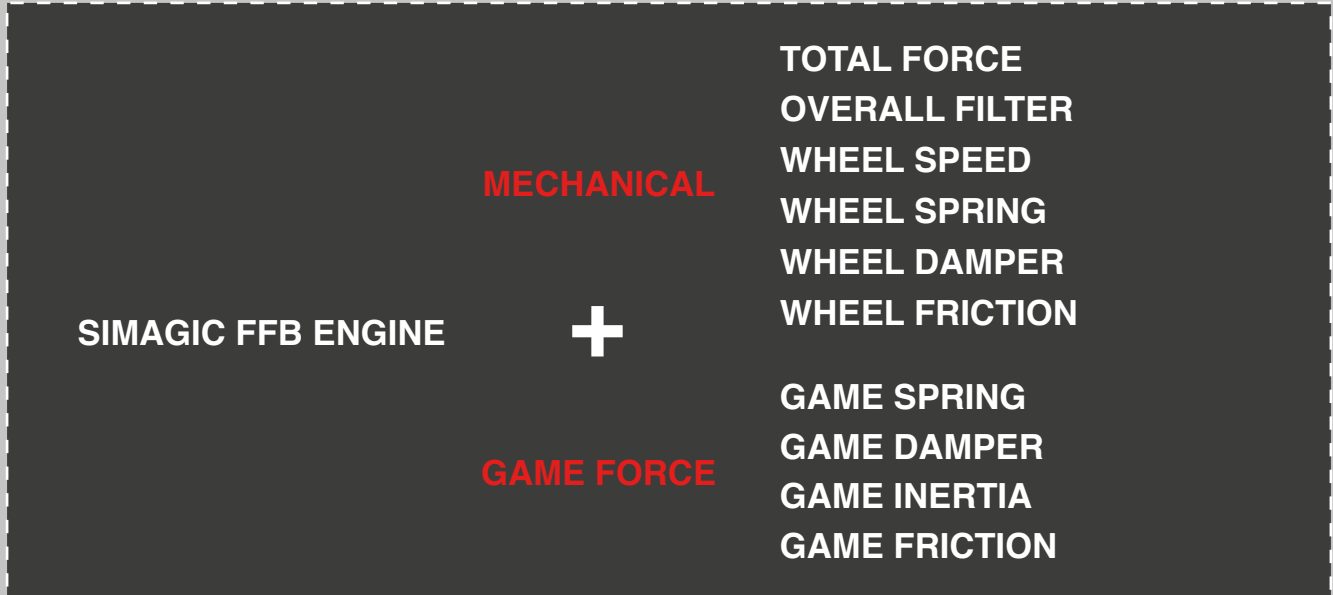 SIMAGIC FFB ENGINE
MECHANICAL
+
GAME FORCE
TOTAL FORCE
OVERALL FILTER
WHEEL SPEED
WHEEL SPRING
WHEEL DAMPER
WHEEL FRICTION
GAME SPRING
GAME DAMPER
GAME INERTIA
GAME FRICTION